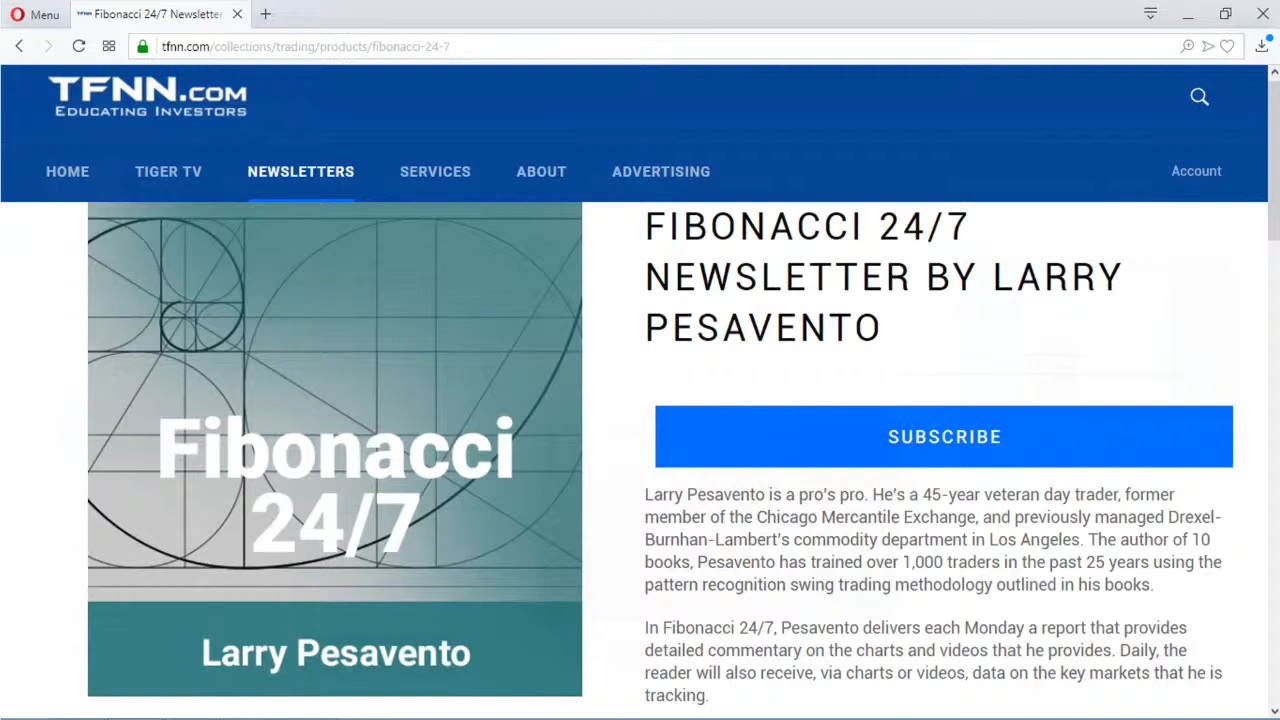 Menu
Fibonacci 24/7 Newsletter
tfnn.com/collections/trading/products/fibonacci-24-7
TFNN.COM
EDUCATING INVESTORS
HOME TIGER TV NEWSLETTERS SERVICES ABOUT ADVERTISING Account
Fibonacci
24/7
Larry Pesavento
FIBONACCI 24/7
NEWSLETTER BY LARRY
PESAVENTO
SUBSCRIBE
Larry Pesavento is a pro's pro. He's a 45-year veteran day trader, former
member of the Chicago Mercantile Exchange, and previously managed Drexel-
Burnhan-Lambert's commodity department in Los Angeles. The author of 10
books, Pesavento has trained over 1,000 traders in the past 25 years using the
pattern recognition swing trading methodology outlined in his books.
In Fibonacci 24/7, Pesavento delivers each Monday a report that provides
detailed commentary on the charts and videos that he provides. Daily, the
reader will also receive, via charts or videos, data on the key markets that he is
tracking.